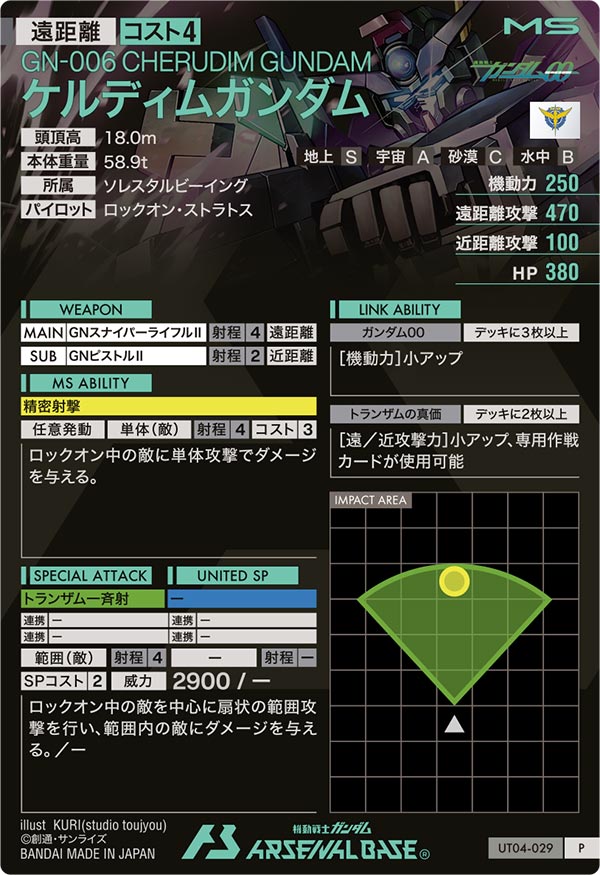 遠距離 コスト4 MS
GN-006 CHERUDIM GUNDAM
機動戦士ガンダム00
ケルディムガンダム
頭頂高 18.0m
本体重量 58.9t
所属 ソレスタルビーイング
パイロット ロックオン・ストラトス
地上 S 宇宙 A 砂漠 C 水中 B
機動力 250
遠距離攻撃 470
近距離攻撃 100
HP 380
WEAPON
MAIN GNスナイパーライフルII 射程 4 遠距離
SUB GNピストルII 射程 2 近距離
MS ABILITY
精密射撃
任意発動 単体(敵) 射程 4 コスト 3
ロックオン中の敵に単体攻撃でダメージ
を与える。
LINK ABILITY
ガンダム00 デッキに3枚以上
[機動力]小アップ
トランザムの真価 デッキに2枚以上
[遠/近攻撃力]小アップ、専用作戦
カードが使用可能
IMPACT AREA
SPECIAL ATTACK UNITED SP
トランザム一斉射 ー
連携 ー 連携 ー
連携 ー 連携 ー
範囲(敵) 射程 4 ー 射程 ー
SPコスト 2 威力 2900 / ー
ロックオン中の敵を中心に扇状の範囲攻
撃を行い、範囲内の敵にダメージを与え
る。/ー
illust KURI(studio toujyou)
©創通・サンライズ
BANDAI MADE IN JAPAN
機動戦士ガンダム
ARSENAL BASE®
UT04-029 P